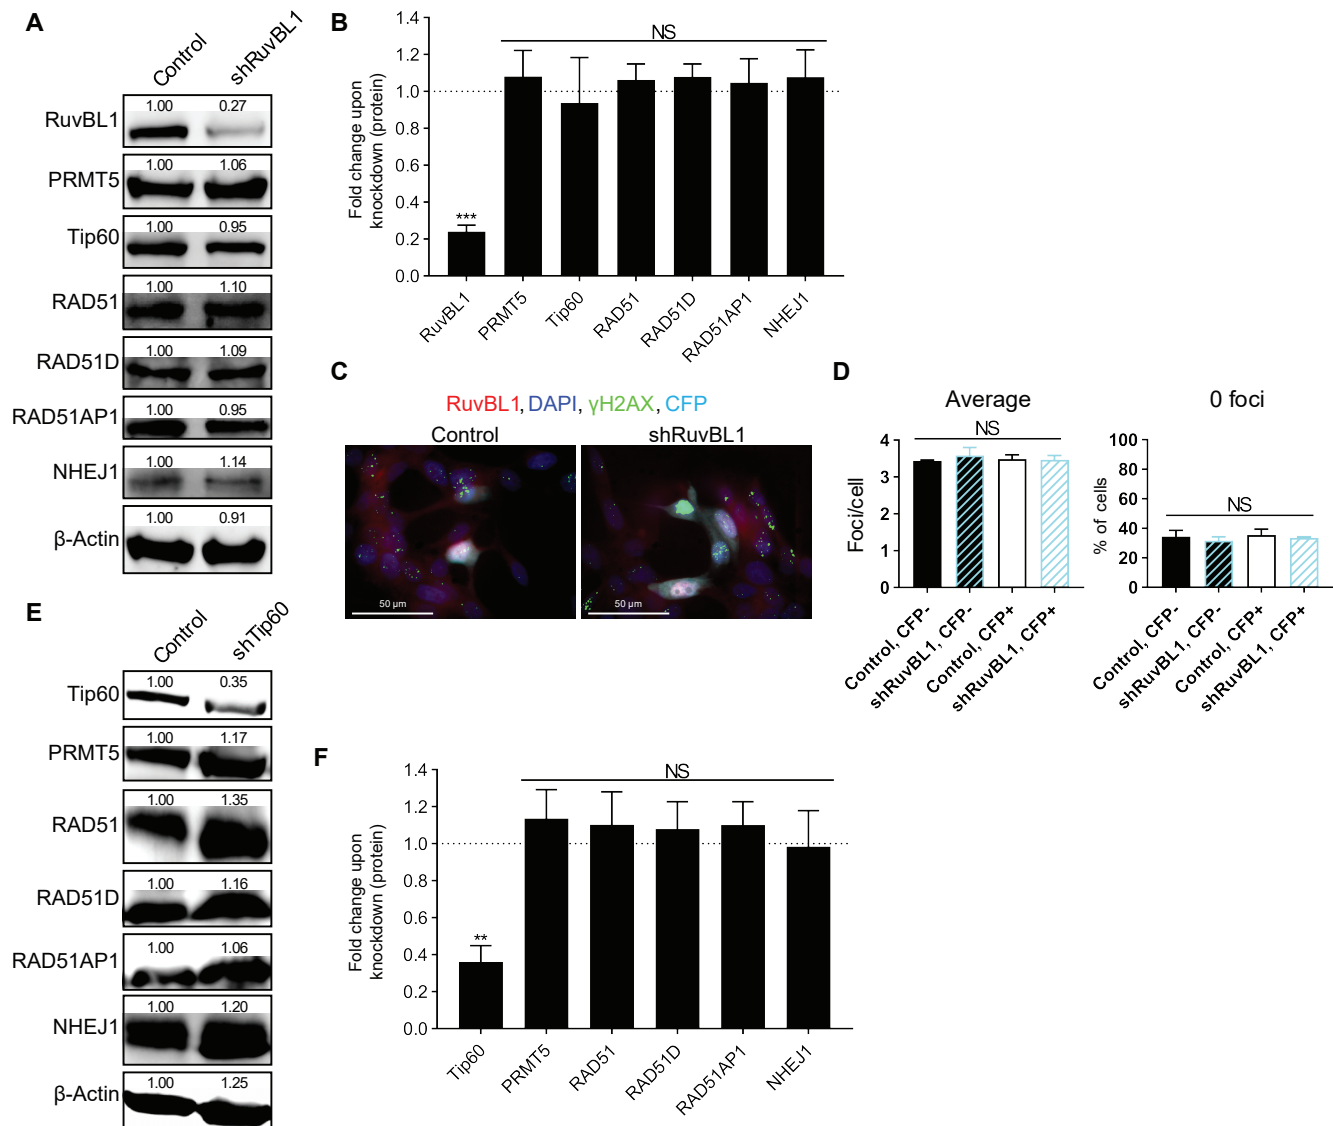 A
Control
shRuvBL1
RuvBL1
1.00 0.27
PRMT5
1.00 1.06
Tip60
1.00 0.95
RAD51
1.00 1.10
RAD51D
1.00 1.09
RAD51AP1
1.00 0.95
NHEJ1
1.00 1.14
β-Actin
1.00 0.91
B
Fold change upon
knockdown (protein)
1.4
1.2
1.0
0.8
0.6
0.4
0.2
0.0
***
NS
RuvBL1
PRMT5
Tip60
RAD51
RAD51D
RAD51AP1
NHEJ1
C
RuvBL1, DAPI, γH2AX, CFP
Control
shRuvBL1
50 µm
50 µm
D
Average
Foci/cell
4
3
2
1
0
NS
Control, CFP-
shRuvBL1, CFP-
Control, CFP+
shRuvBL1, CFP+
0 foci
% of cells
100
80
60
40
20
0
NS
Control, CFP-
shRuvBL1, CFP-
Control, CFP+
shRuvBL1, CFP+
E
Control
shTip60
Tip60
1.00 0.35
PRMT5
1.00 1.17
RAD51
1.00 1.35
RAD51D
1.00 1.16
RAD51AP1
1.00 1.06
NHEJ1
1.00 1.20
β-Actin
1.00 1.25
F
Fold change upon
knockdown (protein)
1.4
1.2
1.0
0.8
0.6
0.4
0.2
0.0
**
NS
Tip60
PRMT5
RAD51
RAD51D
RAD51AP1
NHEJ1